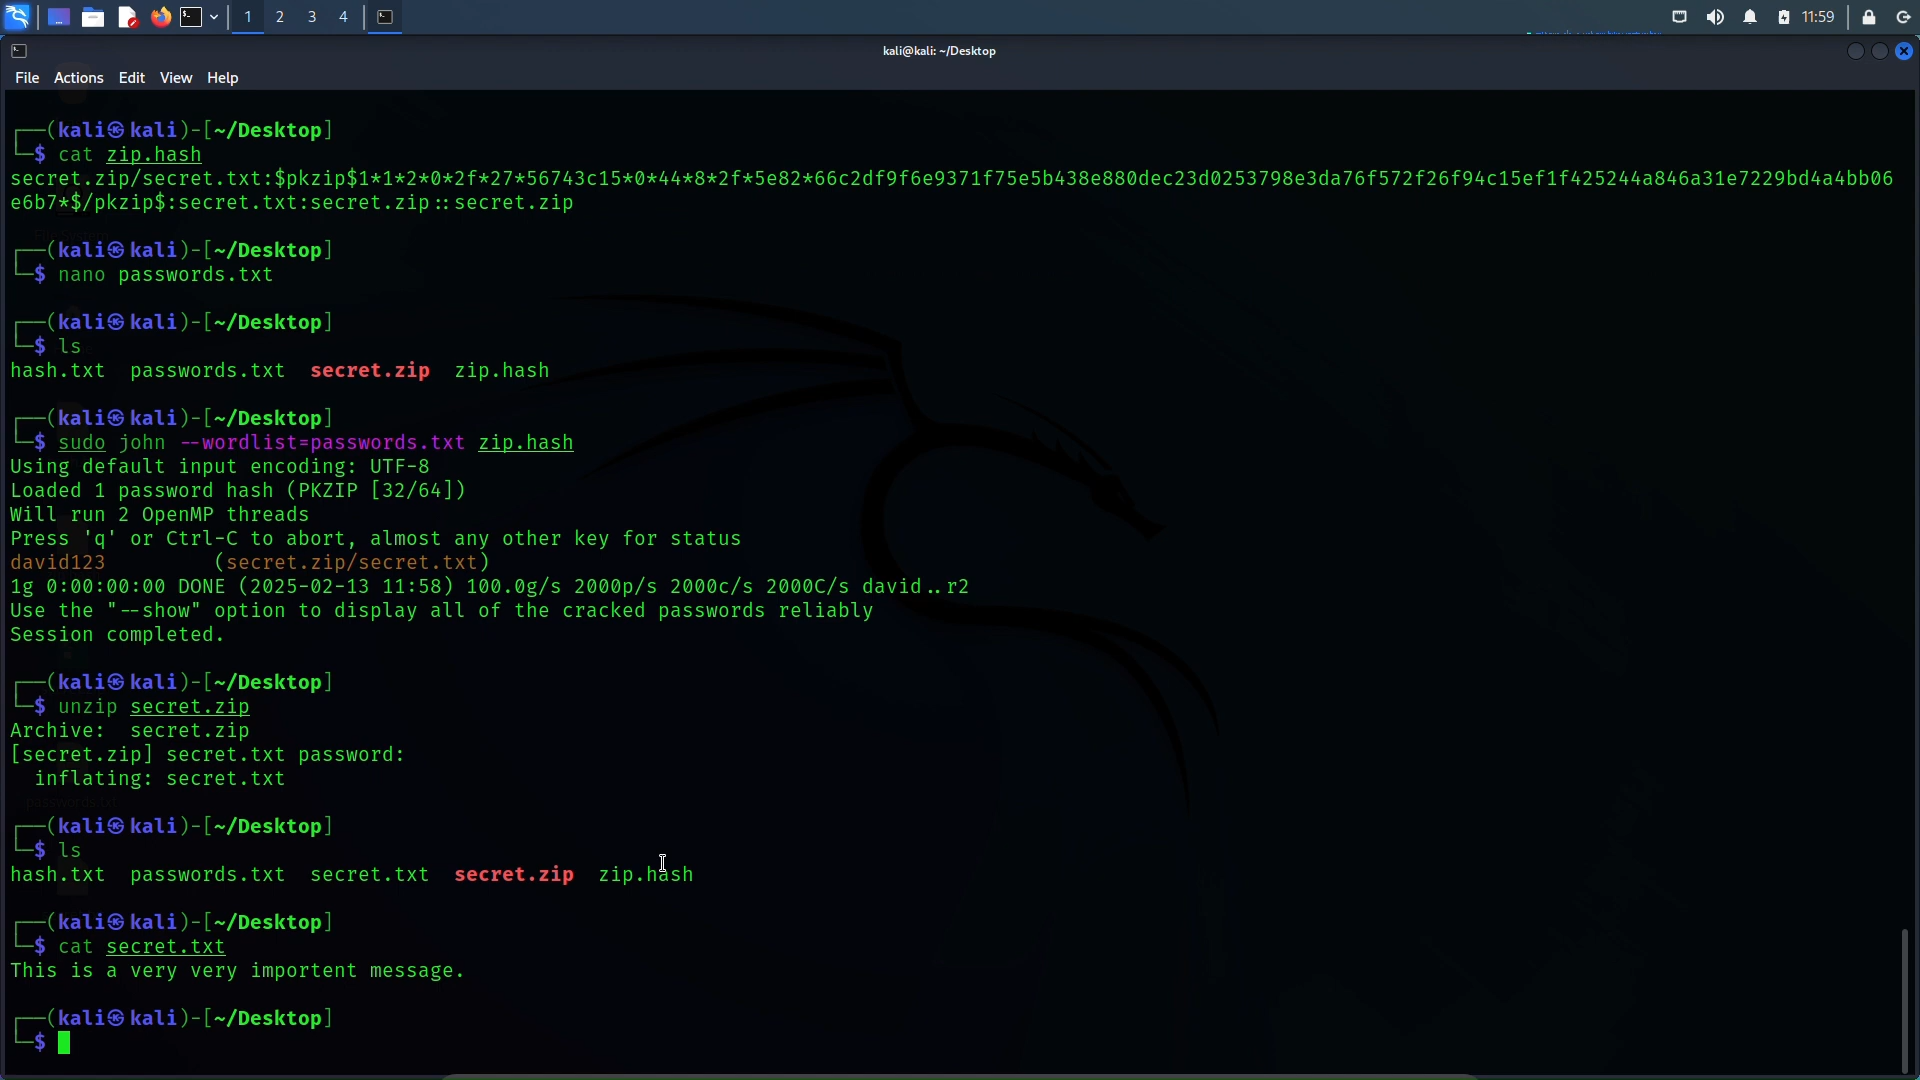 1 2 3 4 11:59
kali@kali: ~/Desktop
File Actions Edit View Help
┌──(kali㉿kali)-[~/Desktop]
└─$ cat zip.hash
secret.zip/secret.txt:$pkzip$1*1*2*0*2f*27*56743c15*0*44*8*2f*5e82*66c2df9f6e9371f75e5b438e880dec23d0253798e3da76f572f26f94c15ef1f425244a846a31e7229bd4a4bb06
e6b7*$/pkzip$:secret.txt:secret.zip::secret.zip
┌──(kali㉿kali)-[~/Desktop]
└─$ nano passwords.txt
┌──(kali㉿kali)-[~/Desktop]
└─$ ls
hash.txt passwords.txt secret.zip zip.hash
┌──(kali㉿kali)-[~/Desktop]
└─$ sudo john --wordlist=passwords.txt zip.hash
Using default input encoding: UTF-8
Loaded 1 password hash (PKZIP [32/64])
Will run 2 OpenMP threads
Press 'q' or Ctrl-C to abort, almost any other key for status
david123 (secret.zip/secret.txt)
1g 0:00:00:00 DONE (2025-02-13 11:58) 100.0g/s 2000p/s 2000c/s 2000C/s david..r2
Use the "--show" option to display all of the cracked passwords reliably
Session completed.
┌──(kali㉿kali)-[~/Desktop]
└─$ unzip secret.zip
Archive: secret.zip
[secret.zip] secret.txt password:
inflating: secret.txt
┌──(kali㉿kali)-[~/Desktop]
└─$ ls
hash.txt passwords.txt secret.txt secret.zip zip.hash
┌──(kali㉿kali)-[~/Desktop]
└─$ cat secret.txt
This is a very very importent message.
┌──(kali㉿kali)-[~/Desktop]
└─$